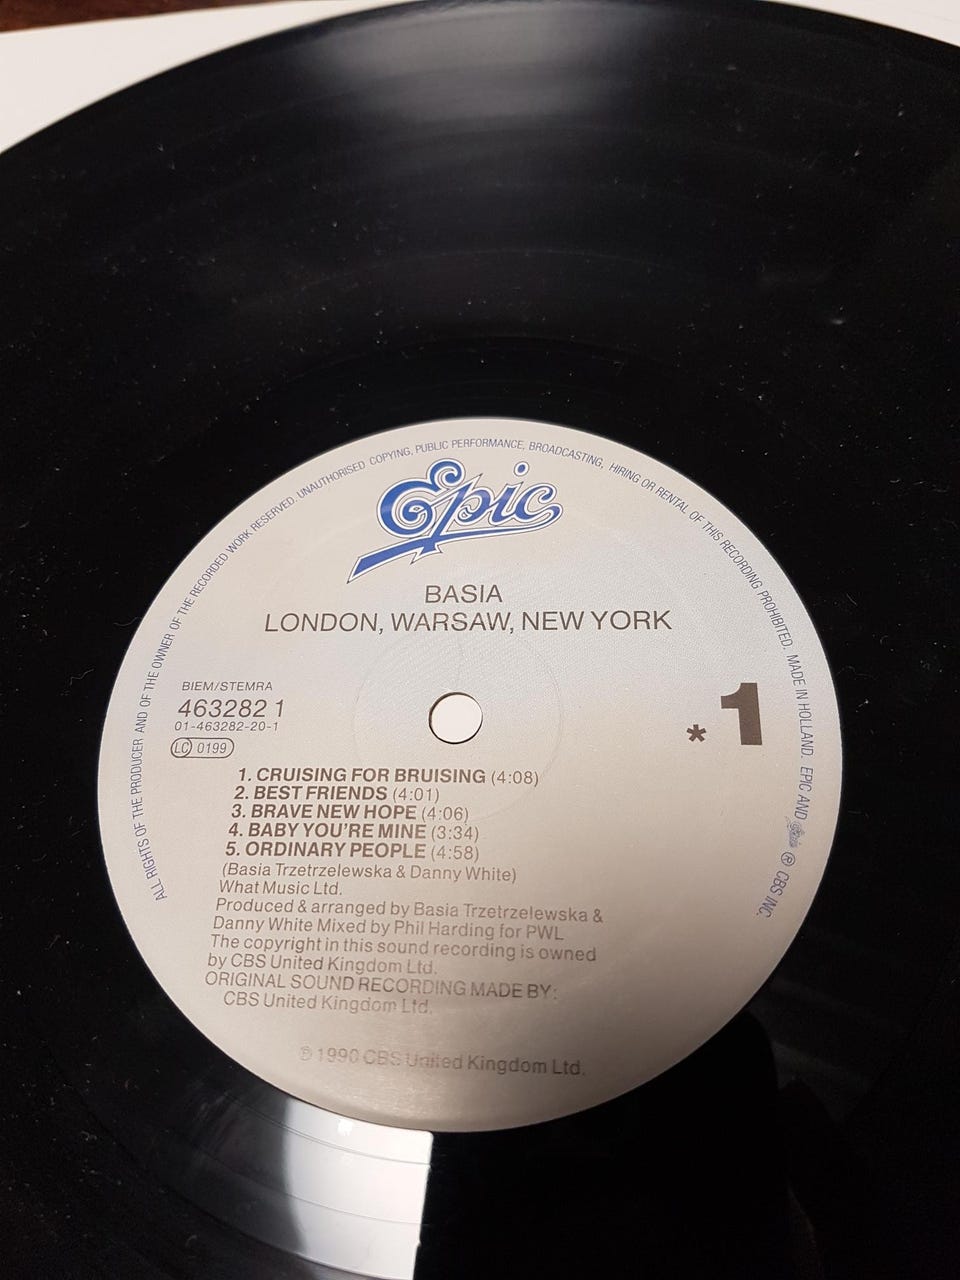 ALL RIGHTS OF THE PRODUCER AND OF THE OWNER OF THE RECORDED WORK RESERVED. UNAUTHORISED COPYING, PUBLIC PERFORMANCE, BROADCASTING, HIRING OR RENTAL OF THIS RECORDING PROHIBITED. MADE IN HOLLAND. EPIC AND Epic ® CBS INC.
Epic
BASIA
LONDON, WARSAW, NEW YORK
BIEM/STEMRA
463282 1
01-463282-20-1
LC 0199
* 1
1. CRUISING FOR BRUISING (4:08)
2. BEST FRIENDS (4:01)
3. BRAVE NEW HOPE (4:06)
4. BABY YOU'RE MINE (3:34)
5. ORDINARY PEOPLE (4:58)
(Basia Trzetrzelewska & Danny White)
What Music Ltd.
Produced & arranged by Basia Trzetrzelewska &
Danny White Mixed by Phil Harding for PWL
The copyright in this sound recording is owned
by CBS United Kingdom Ltd.
ORIGINAL SOUND RECORDING MADE BY:
CBS United Kingdom Ltd.
℗ 1990 CBS United Kingdom Ltd.